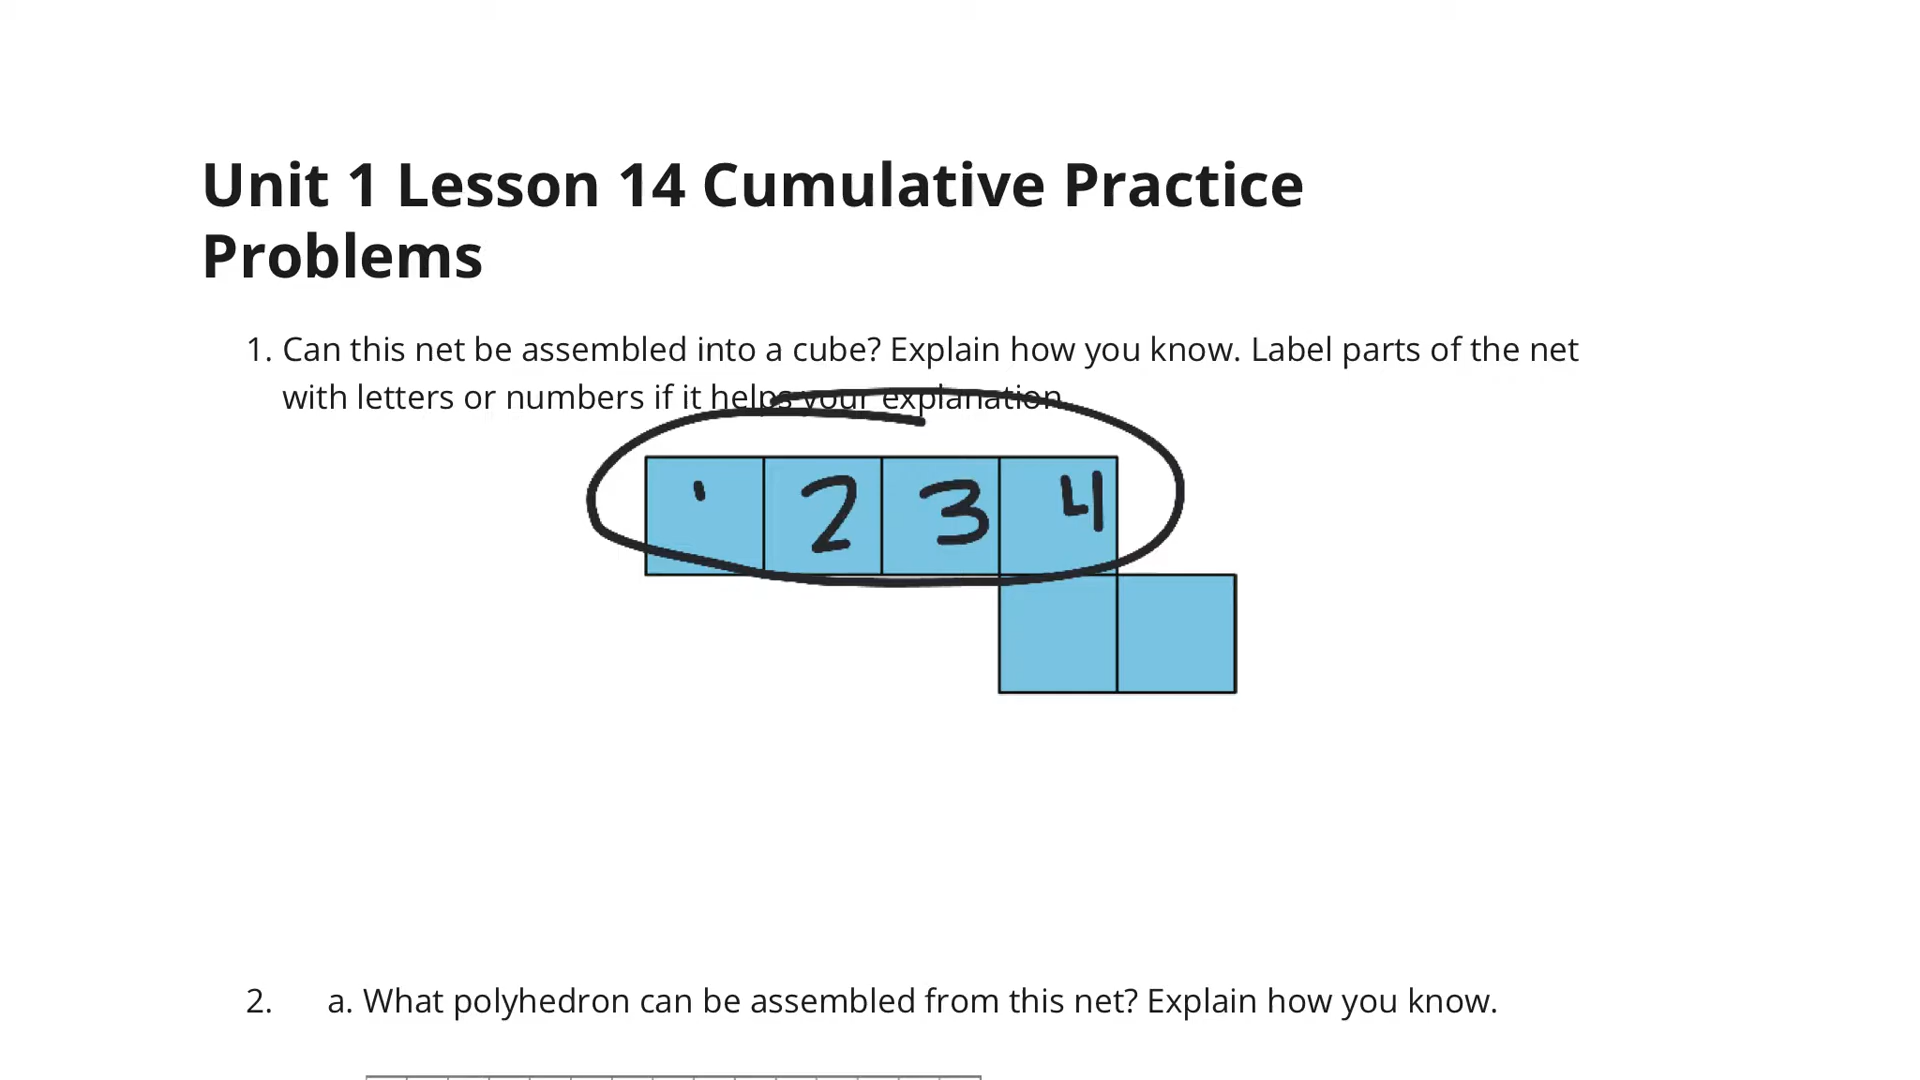 Unit 1 Lesson 14 Cumulative Practice
Problems
1. Can this net be assembled into a cube? Explain how you know. Label parts of the net
with letters or numbers if it helps your explanation.
' 2 3 4
2. a. What polyhedron can be assembled from this net? Explain how you know.